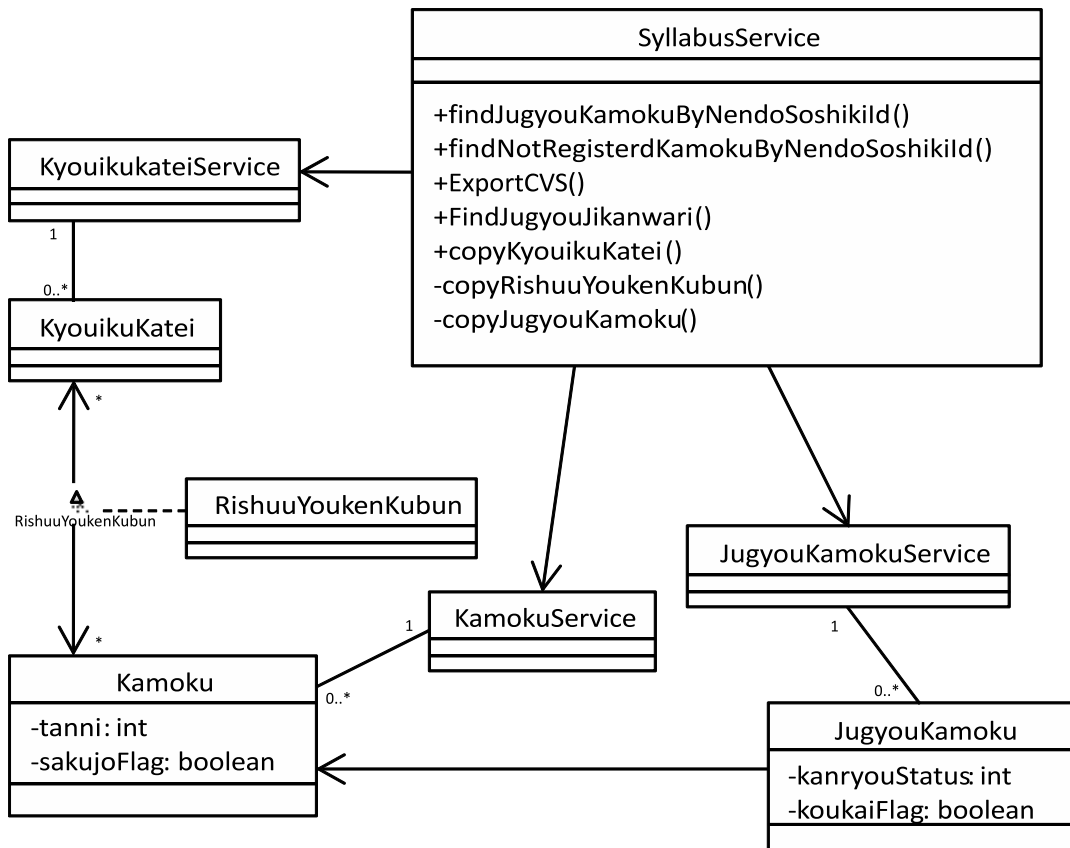 SyllabusService
+findJugyouKamokuByNendoSoshikiId()
+findNotRegisterdKamokuByNendoSoshikiId()
+ExportCVS()
+FindJugyouJikanwari()
+copyKyouikuKatei()
-copyRishuuYoukenKubun()
-copyJugyouKamoku()
KyouikukateiService
1
0..*
KyouikuKatei
*
RishuuYoukenKubun
RishuuYoukenKubun
*
JugyouKamokuService
KamokuService
1
0..*
1
0..*
Kamoku
-tanni: int
-sakujoFlag: boolean
JugyouKamoku
-kanryouStatus: int
-koukaiFlag: boolean